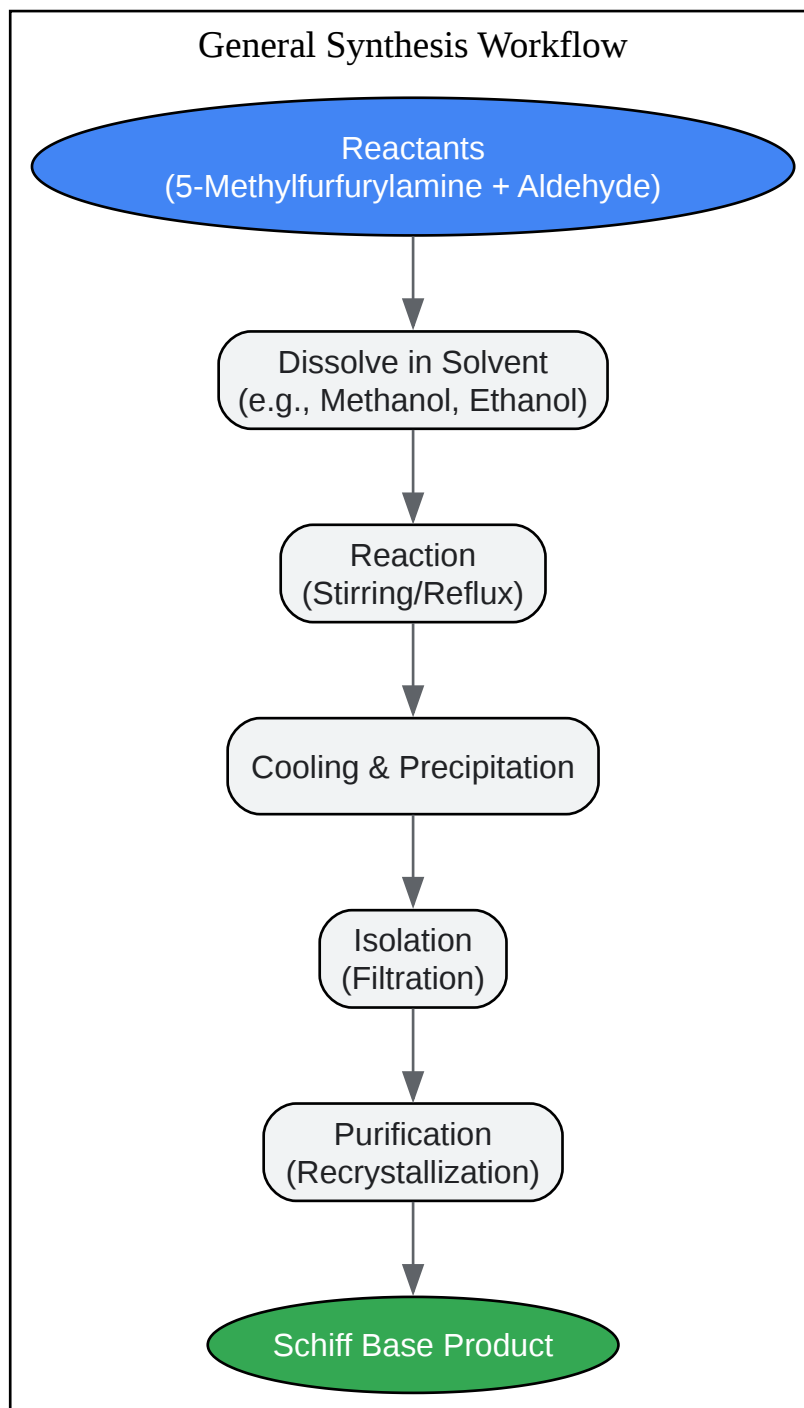 General Synthesis Workflow
Reactants
(5-Methylfurfurylamine + Aldehyde)
Dissolve in Solvent
(e.g., Methanol, Ethanol)
Reaction
(Stirring/Reflux)
Cooling & Precipitation
Isolation
(Filtration)
Purification
(Recrystallization)
Schiff Base Product